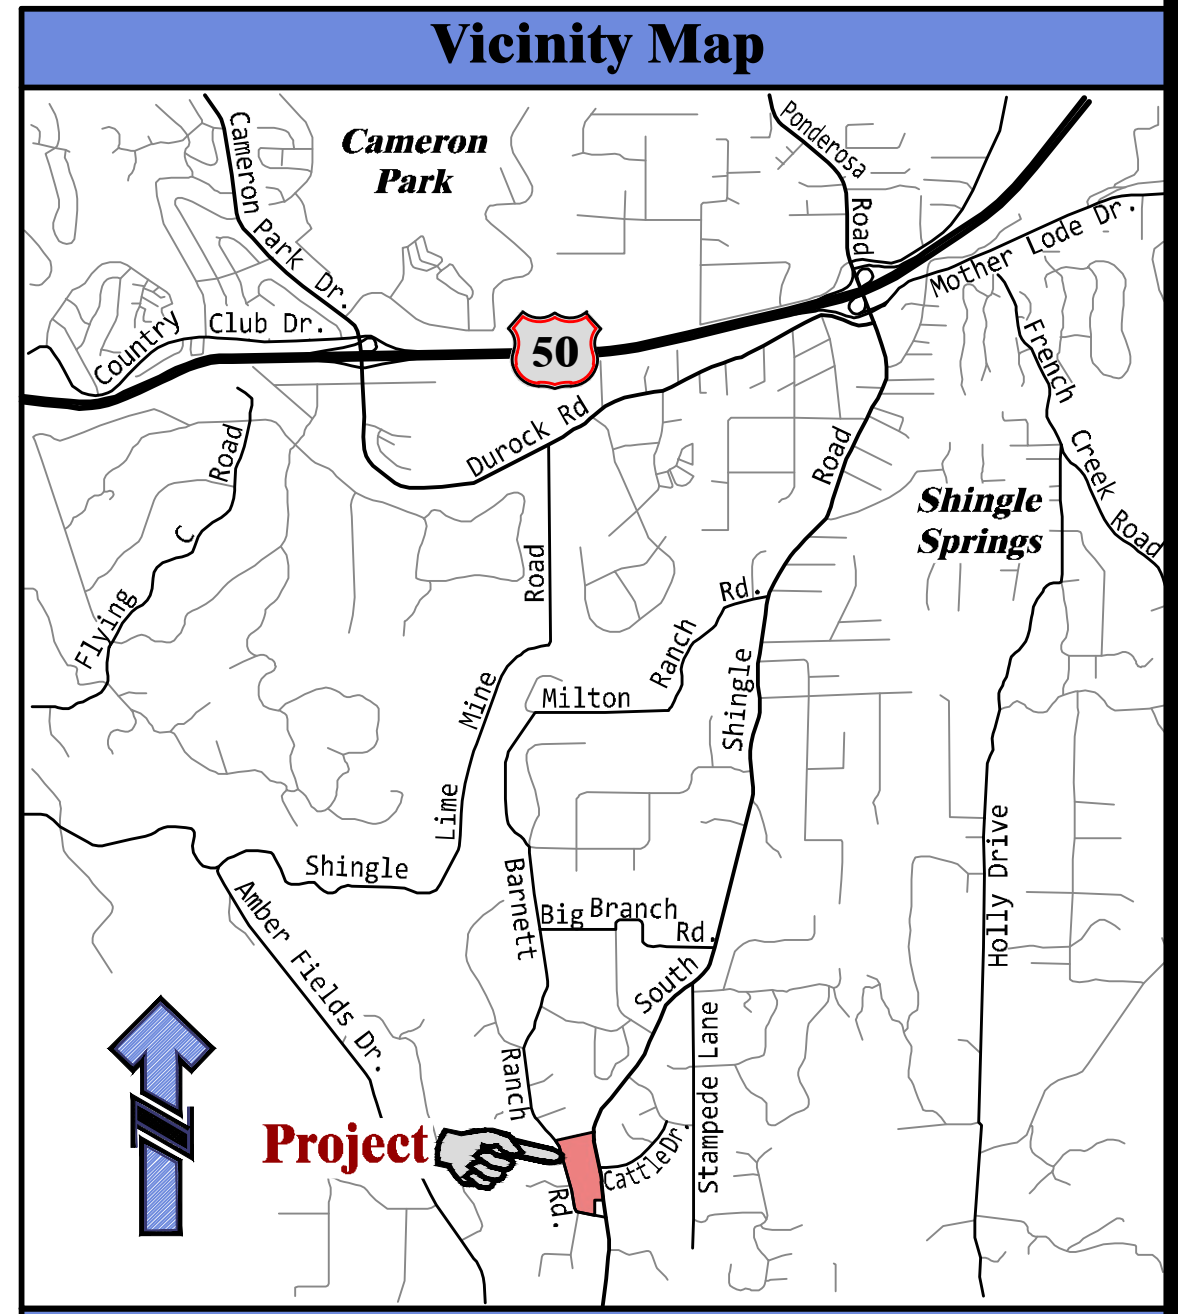 Vicinity Map
Cameron Park Dr.
Cameron
Park
Ponderosa
Road
Mother Lode Dr.
Country
Club Dr.
50
French
Creek Road
Durock Rd
Road
Flying C Road
Shingle
Springs
Road
Rd.
Ranch
Milton
Mine
Lime
Shingle
Shingle
Holly Drive
Amber Fields Dr.
Barnett
Big Branch
Rd.
South
Stampede Lane
Ranch
Project
Cattle Dr.
Rd.